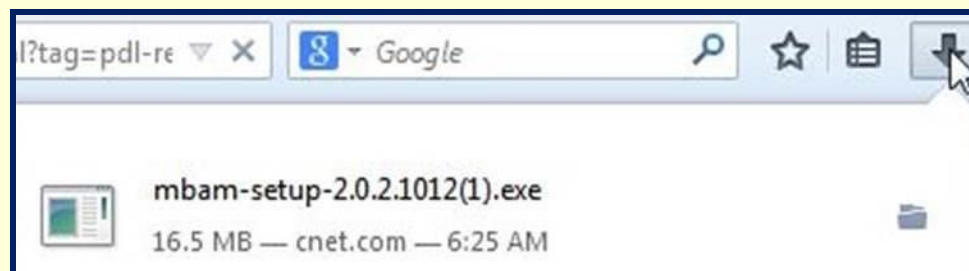 l?tag=pdl-re
8 Google
mbam-setup-2.0.2.1012(1).exe
16.5 MB — cnet.com — 6:25 AM